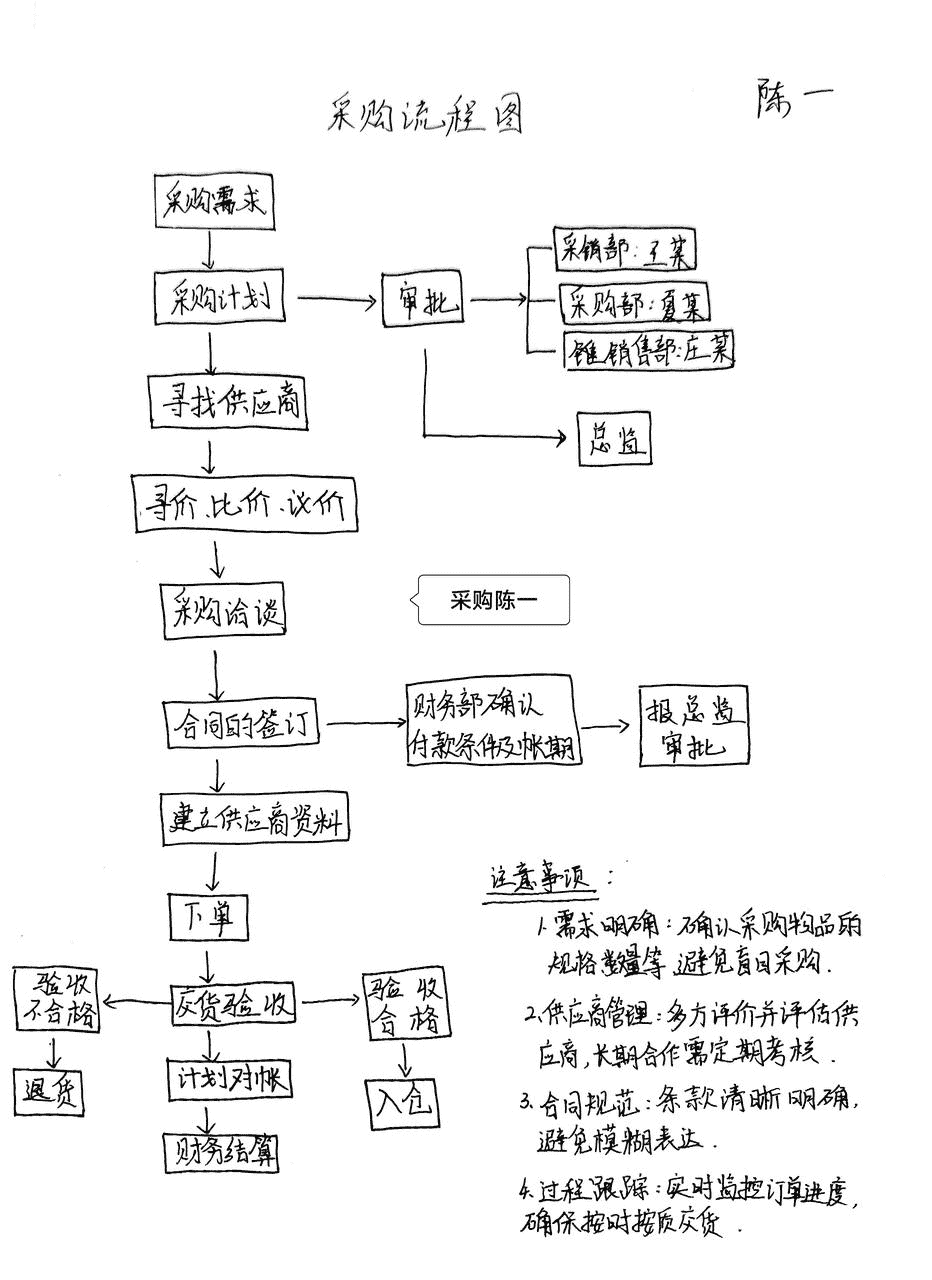 采购流程图
陈一
采购需求
采购计划
审批
采销部：王某
采购部：夏某
销售部：庄某
总监
寻找供应商
寻价、比价、议价
采购洽谈
采购陈一
合同的签订
财务部确认
付款条件及帐期
报总监
审批
建立供应商资料
下单
验收
不合格
交货验收
验收
合格
退货
计划对帐
入仓
财务结算
注意事项：
1、需求明确：确认采购物品的
规格数量等，避免盲目采购.
2、供应商管理：多方评价并评估供
应商，长期合作需定期考核.
3、合同规范：条款清晰明确，
避免模糊表达.
4、过程跟踪：实时监控订单进度，
确保按时按质交货.